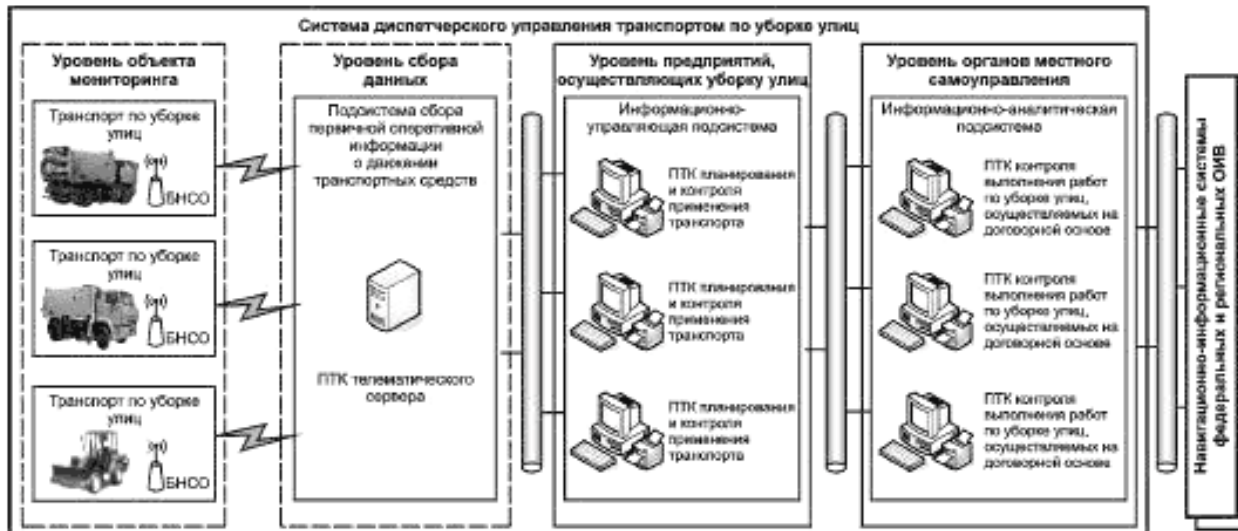 Система диспетчерского управления транспортом по уборке улиц
Уровень объекта
мониторинга
Транспорт по уборке
улиц
БНСО
Транспорт по уборке
улиц
БНСО
Транспорт по уборке
улиц
БНСО
Уровень сбора
данных
Подсистема сбора
первичной оперативной
информации
о движении
транспортных средств
ПТК телематического
сервера
Уровень предприятий,
осуществляющих уборку улиц
Информационно-
управляющая подсистема
ПТК планирования
и контроля
применения
транспорта
ПТК планирования
и контроля
применения
транспорта
ПТК планирования
и контроля
применения
транспорта
Уровень органов местного
самоуправления
Информационно-аналитическая
подсистема
ПТК контроля
выполнения работ
по уборке улиц,
осуществляемых на
договорной основе
ПТК контроля
выполнения работ
по уборке улиц,
осуществляемых на
договорной основе
ПТК контроля
выполнения работ
по уборке улиц,
осуществляемых на
договорной основе
Навигационно-информационные системы
федеральных и региональных ОИВ